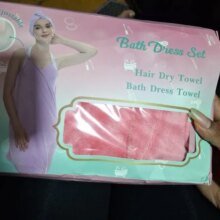 Bath Dress Set
Hair Dry Towel
Bath Dress Towel